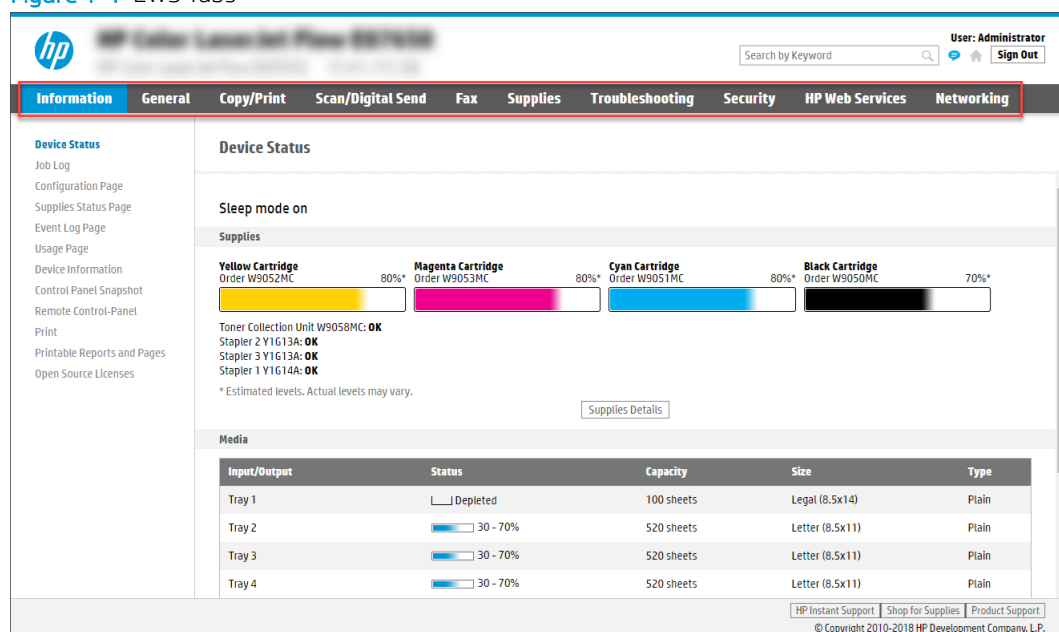 Figure 1-1 EWS Tabs
hp
User: Administrator
Search by Keyword
Sign Out
Information General Copy/Print Scan/Digital Send Fax Supplies Troubleshooting Security HP Web Services Networking
Device Status
Job Log
Configuration Page
Supplies Status Page
Event Log Page
Usage Page
Device Information
Control Panel Snapshot
Remote Control-Panel
Print
Printable Reports and Pages
Open Source Licenses
Device Status
Sleep mode on
Supplies
Yellow Cartridge
Order W9052MC 80%*
Magenta Cartridge
Order W9053MC 80%*
Cyan Cartridge
Order W9051MC 80%*
Black Cartridge
Order W9050MC 70%*
Toner Collection Unit W9058MC: OK
Stapler 2 Y1G13A: OK
Stapler 3 Y1G13A: OK
Stapler 1 Y1G14A: OK
* Estimated levels. Actual levels may vary.
Supplies Details
Media
Input/Output Status Capacity Size Type
Tray 1 Depleted 100 sheets Legal (8.5x14) Plain
Tray 2 30 - 70% 520 sheets Letter (8.5x11) Plain
Tray 3 30 - 70% 520 sheets Letter (8.5x11) Plain
Tray 4 30 - 70% 520 sheets Letter (8.5x11) Plain
HP Instant Support Shop for Supplies Product Support
© Copyright 2010-2018 HP Development Company, L.P.